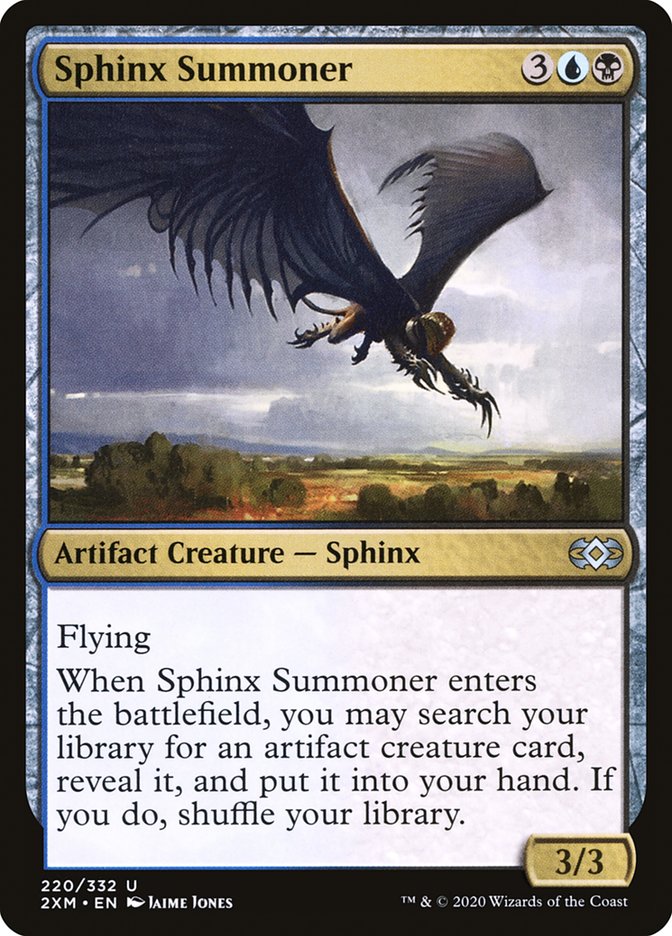 Sphinx Summoner 3
Artifact Creature — Sphinx
Flying
When Sphinx Summoner enters
the battlefield, you may search your
library for an artifact creature card,
reveal it, and put it into your hand. If
you do, shuffle your library.
3/3
220/332 U
2XM • EN Jaime Jones ™ & © 2020 Wizards of the Coast